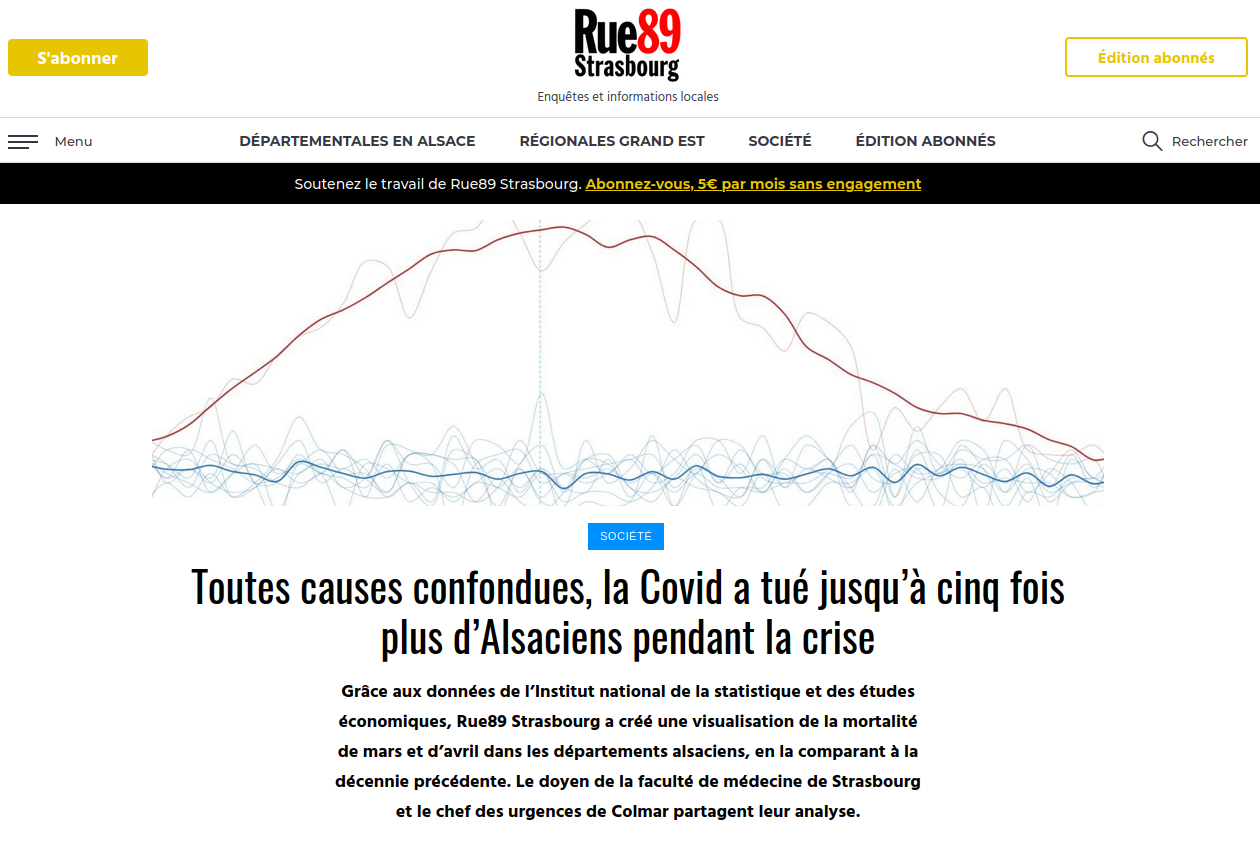 S'abonner
Rue89
Strasbourg
Enquêtes et informations locales
Édition abonnés
Menu
DÉPARTEMENTALES EN ALSACE
RÉGIONALES GRAND EST
SOCIÉTÉ
ÉDITION ABONNÉS
Rechercher
Soutenez le travail de Rue89 Strasbourg. Abonnez-vous, 5€ par mois sans engagement
SOCIÉTÉ
Toutes causes confondues, la Covid a tué jusqu’à cinq fois
plus d’Alsaciens pendant la crise
Grâce aux données de l’Institut national de la statistique et des études
économiques, Rue89 Strasbourg a créé une visualisation de la mortalité
de mars et d’avril dans les départements alsaciens, en la comparant à la
décennie précédente. Le doyen de la faculté de médecine de Strasbourg
et le chef des urgences de Colmar partagent leur analyse.